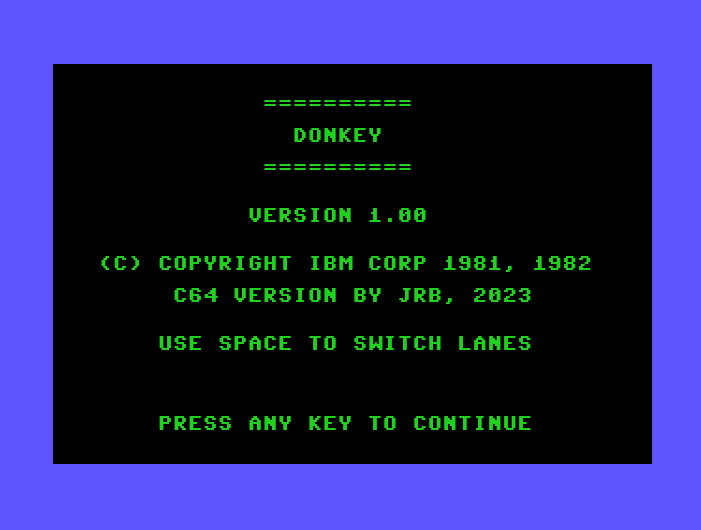 ==========
DONKEY
==========
VERSION 1.00
(C) COPYRIGHT IBM CORP 1981, 1982
C64 VERSION BY JRB, 2023
USE SPACE TO SWITCH LANES
PRESS ANY KEY TO CONTINUE